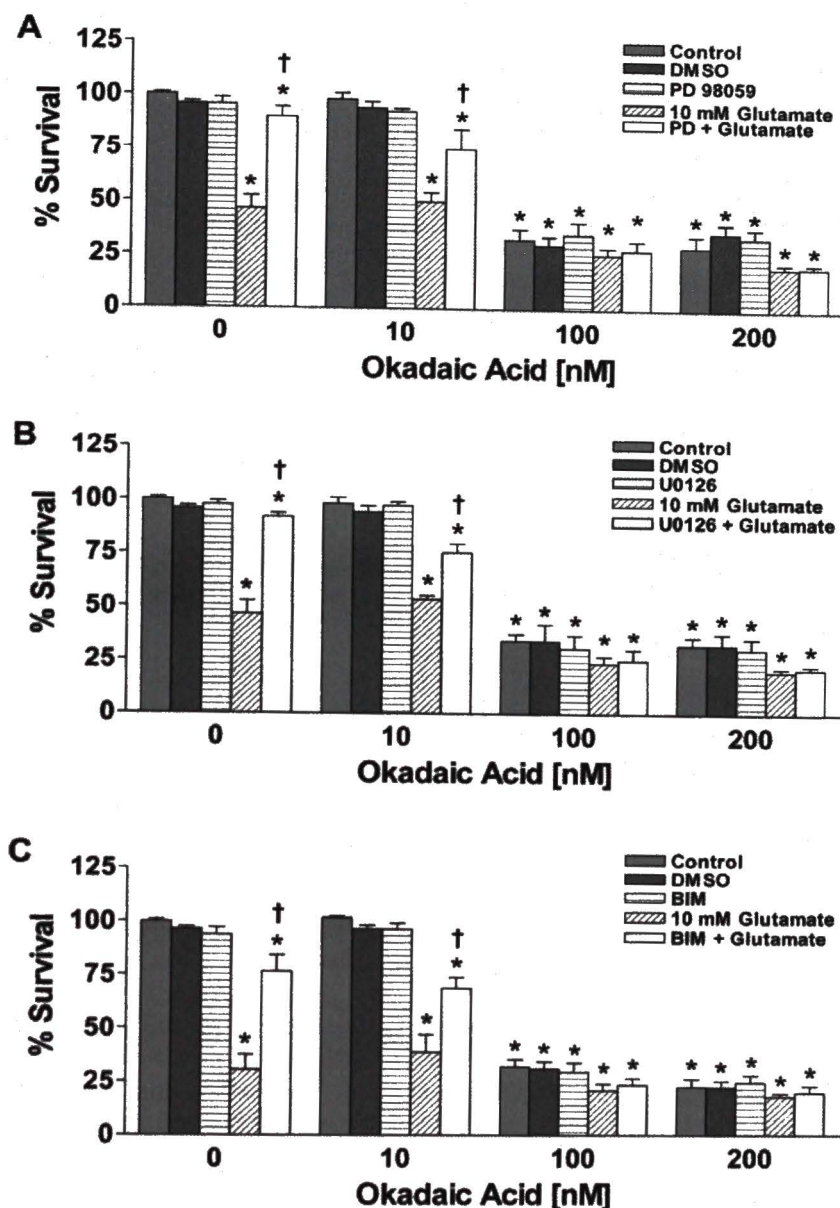 A
125
100
75
50
25
0
% Survival
† † 
* * * *
* * * * * * * * * *
Control
DMSO
PD 98059
10 mM Glutamate
PD + Glutamate
0 10 100 200
Okadaic Acid [nM]
B
125
100
75
50
25
0
% Survival
† †
* * * *
* * * * * * * * * *
Control
DMSO
U0126
10 mM Glutamate
U0126 + Glutamate
0 10 100 200
Okadaic Acid [nM]
C
125
100
75
50
25
0
% Survival
† †
* * * *
* * * * * * * * * *
Control
DMSO
BIM
10 mM Glutamate
BIM + Glutamate
0 10 100 200
Okadaic Acid [nM]